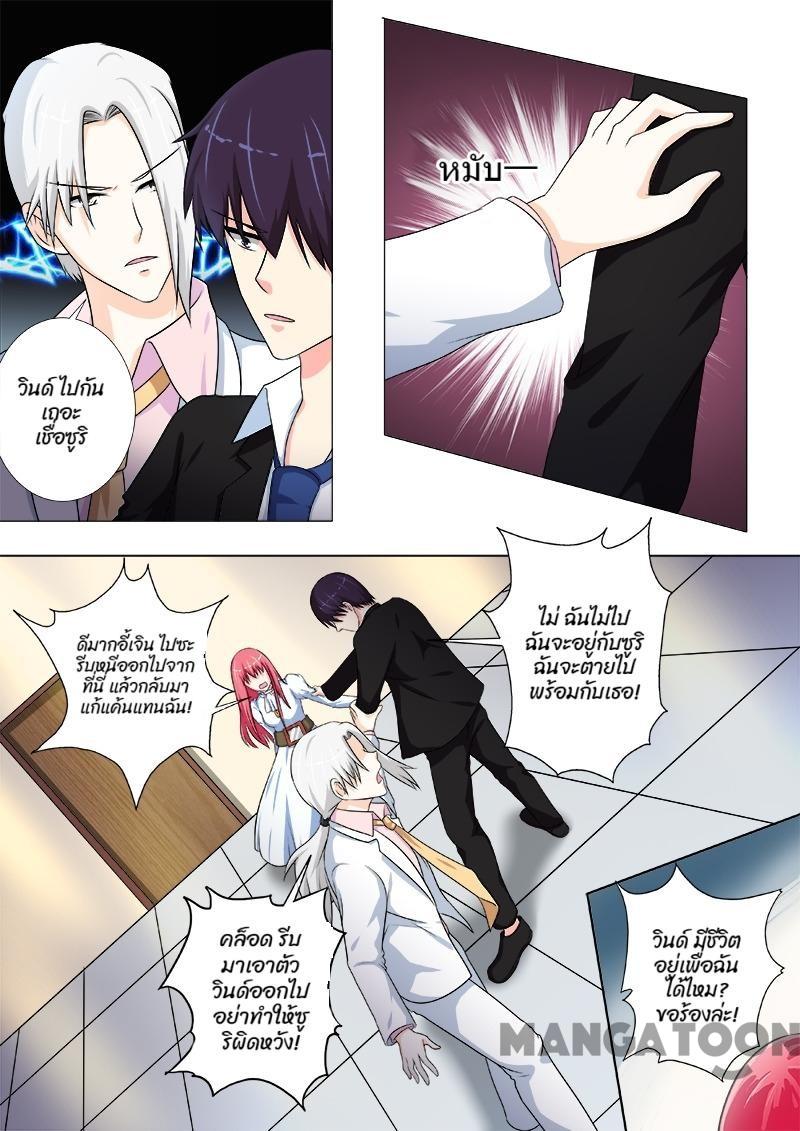 วินด์ ไปกัน
เถอะ
เชื่อซูริ
หมับ—
ดีมากอี้เจิน ไปซะ
รีบหนีออกไปจาก
ที่นี่ แล้วกลับมา
แก้แค้นแทนฉัน!
ไม่ ฉันไม่ไป
ฉันจะอยู่กับซูริ
ฉันจะตายไป
พร้อมกับเธอ!
คล็อด รีบ
มาเอาตัว
วินด์ออกไป
อย่าทำให้ซู
ริผิดหวัง!
วินด์ มีชีวิต
อยู่เพื่อฉัน
ได้ไหม?
ขอร้องล่ะ!
MANGATOON